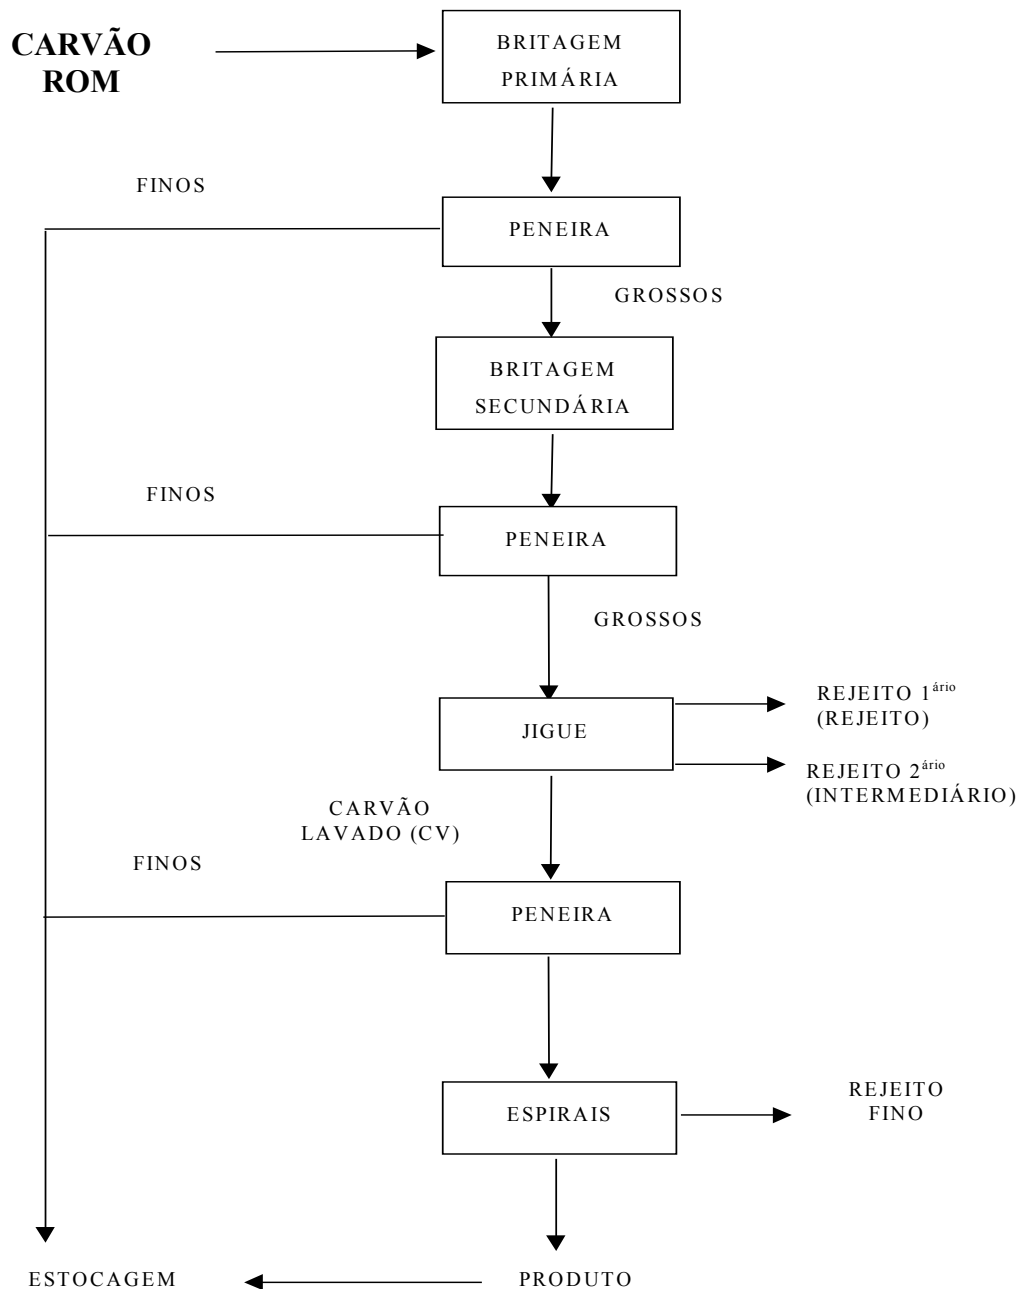 CARVÃO
ROM
BRITAGEM
PRIMÁRIA
FINOS
PENEIRA
GROSSOS
BRITAGEM
SECUNDÁRIA
FINOS
PENEIRA
GROSSOS
JIGUE
REJEITO 1ário
(REJEITO)
REJEITO 2ário
(INTERMEDIÁRIO)
CARVÃO
LAVADO (CV)
FINOS
PENEIRA
ESPIRAIS
REJEITO
FINO
ESTOCAGEM
PRODUTO